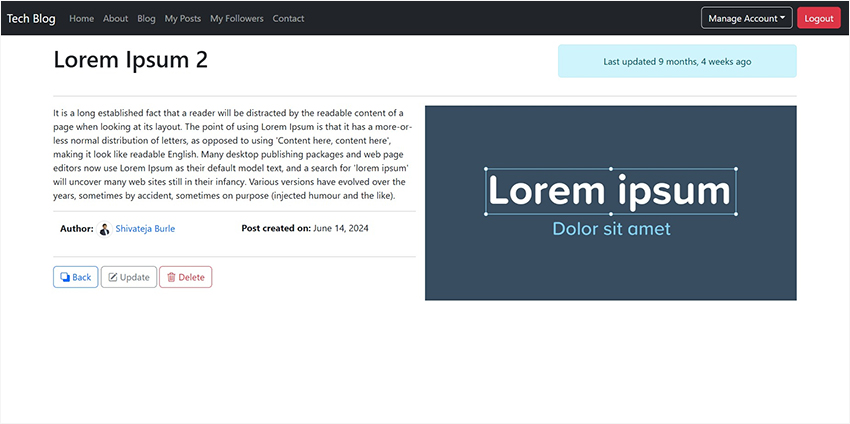 Tech Blog Home About Blog My Posts My Followers Contact Manage Account Logout
Lorem Ipsum 2
Last updated 9 months, 4 weeks ago
It is a long established fact that a reader will be distracted by the readable content of a
page when looking at its layout. The point of using Lorem Ipsum is that it has a more-or-
less normal distribution of letters, as opposed to using 'Content here, content here',
making it look like readable English. Many desktop publishing packages and web page
editors now use Lorem Ipsum as their default model text, and a search for 'lorem ipsum'
will uncover many web sites still in their infancy. Various versions have evolved over the
years, sometimes by accident, sometimes on purpose (injected humour and the like).
Author: Shivateja Burle Post created on: June 14, 2024
Back Update Delete
Lorem ipsum
Dolor sit amet